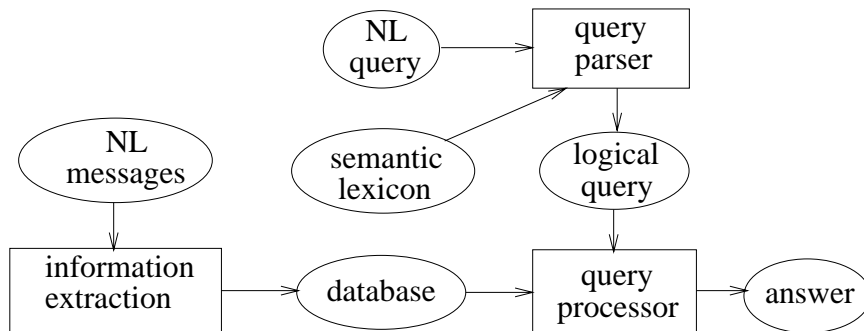 NL
query
query
parser
NL
messages
semantic
lexicon
logical
query
information
extraction
database
query
processor
answer